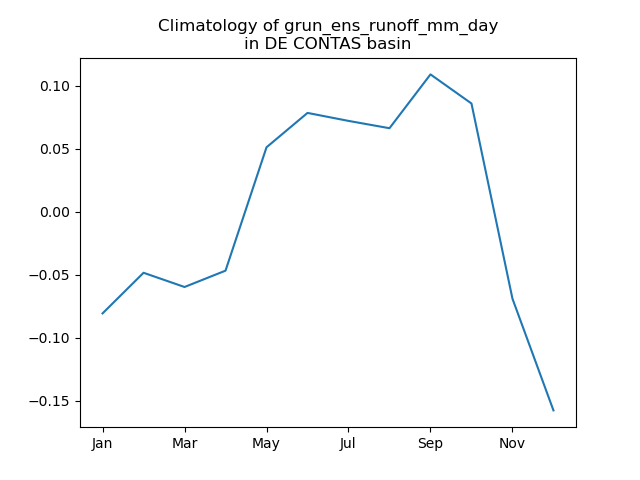 Climatology of grun_ens_runoff_mm_day
in DE CONTAS basin
0.10
0.05
0.00
−0.05
−0.10
−0.15
Jan Mar May Jul Sep Nov